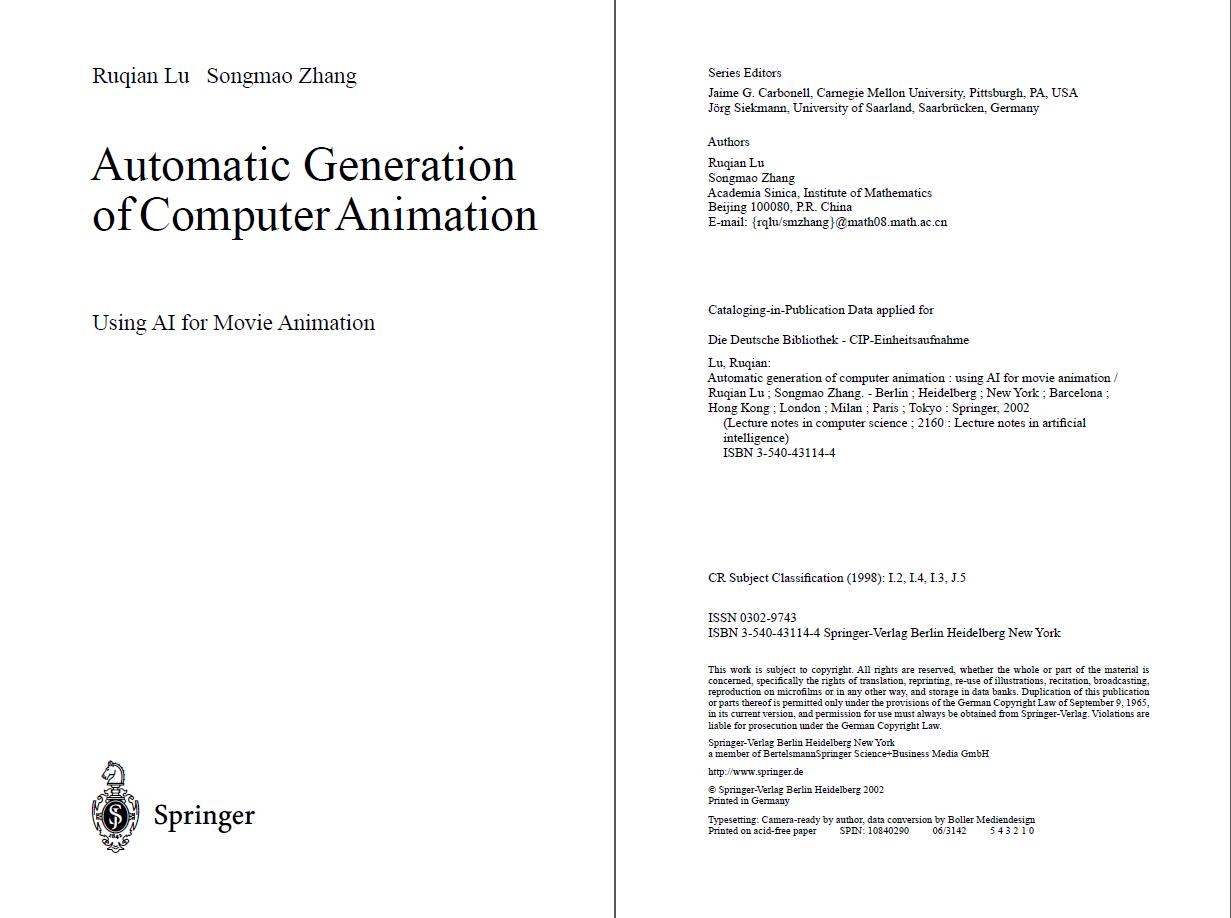 Ruqian Lu Songmao Zhang
Automatic Generation
of Computer Animation
Using AI for Movie Animation
1842
Springer
Series Editors
Jaime G. Carbonell, Carnegie Mellon University, Pittsburgh, PA, USA
Jörg Siekmann, University of Saarland, Saarbrücken, Germany
Authors
Ruqian Lu
Songmao Zhang
Academia Sinica, Institute of Mathematics
Beijing 100080, P.R. China
E-mail: {rqlu/smzhang}@math08.math.ac.cn
Cataloging-in-Publication Data applied for
Die Deutsche Bibliothek - CIP-Einheitsaufnahme
Lu, Ruqian:
Automatic generation of computer animation : using AI for movie animation /
Ruqian Lu ; Songmao Zhang. - Berlin ; Heidelberg ; New York ; Barcelona ;
Hong Kong ; London ; Milan ; Paris ; Tokyo : Springer, 2002
(Lecture notes in computer science ; 2160 : Lecture notes in artificial
intelligence)
ISBN 3-540-43114-4
CR Subject Classification (1998): I.2, I.4, I.3, J.5
ISSN 0302-9743
ISBN 3-540-43114-4 Springer-Verlag Berlin Heidelberg New York
This work is subject to copyright. All rights are reserved, whether the whole or part of the material is
concerned, specifically the rights of translation, reprinting, re-use of illustrations, recitation, broadcasting,
reproduction on microfilms or in any other way, and storage in data banks. Duplication of this publication
or parts thereof is permitted only under the provisions of the German Copyright Law of September 9, 1965,
in its current version, and permission for use must always be obtained from Springer-Verlag. Violations are
liable for prosecution under the German Copyright Law.
Springer-Verlag Berlin Heidelberg New York
a member of BertelsmannSpringer Science+Business Media GmbH
http://www.springer.de
© Springer-Verlag Berlin Heidelberg 2002
Printed in Germany
Typesetting: Camera-ready by author, data conversion by Boller Mediendesign
Printed on acid-free paper SPIN: 10840290 06/3142 5 4 3 2 1 0